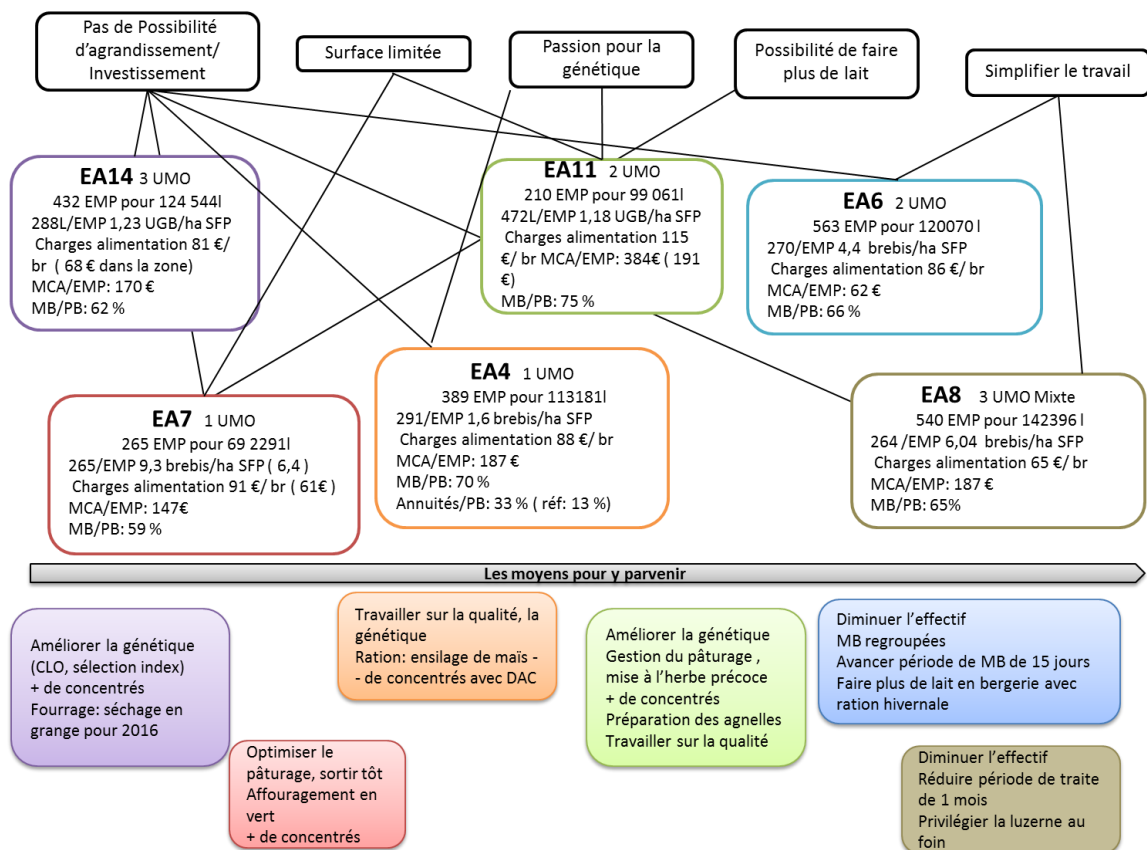 Pas de Possibilité
d'agrandissement/
Investissement
Surface limitée
Passion pour la
génétique
Possibilité de faire
plus de lait
Simplifier le travail
EA14 3 UMO
432 EMP pour 124 544l
288L/EMP 1,23 UGB/ha SFP
Charges alimentation 81 €/
br ( 68 € dans la zone)
MCA/EMP: 170 €
MB/PB: 62 %
EA11 2 UMO
210 EMP pour 99 061l
472L/EMP 1,18 UGB/ha SFP
Charges alimentation 115
€/ br MCA/EMP: 384€ ( 191
€)
MB/PB: 75 %
EA6 2 UMO
563 EMP pour 120070 l
270/EMP 4,4 brebis/ha SFP
Charges alimentation 86 €/ br
MCA/EMP: 62 €
MB/PB: 66 %
EA7 1 UMO
265 EMP pour 69 2291l
265/EMP 9,3 brebis/ha SFP ( 6,4 )
Charges alimentation 91 €/ br ( 61€ )
MCA/EMP: 147€
MB/PB: 59 %
EA4 1 UMO
389 EMP pour 113181l
291/EMP 1,6 brebis/ha SFP
Charges alimentation 88 €/ br
MCA/EMP: 187 €
MB/PB: 70 %
Annuités/PB: 33 % ( réf: 13 %)
EA8 3 UMO Mixte
540 EMP pour 142396 l
264 /EMP 6,04 brebis/ha SFP
Charges alimentation 65 €/ br
MCA/EMP: 187 €
MB/PB: 65%
Les moyens pour y parvenir
Améliorer la génétique
(CLO, sélection index)
+ de concentrés
Fourrage: séchage en
grange pour 2016
Optimiser le
pâturage, sortir tôt
Affouragement en
vert
+ de concentrés
Travailler sur la qualité, la
génétique
Ration: ensilage de maïs -
- de concentrés avec DAC
Améliorer la génétique
Gestion du pâturage ,
mise à l'herbe précoce
+ de concentrés
Préparation des agnelles
Travailler sur la qualité
Diminuer l'effectif
MB regroupées
Avancer période de MB de 15 jours
Faire plus de lait en bergerie avec
ration hivernale
Diminuer l'effectif
Réduire période de traite
de 1 mois
Privilégier la luzerne au
foin